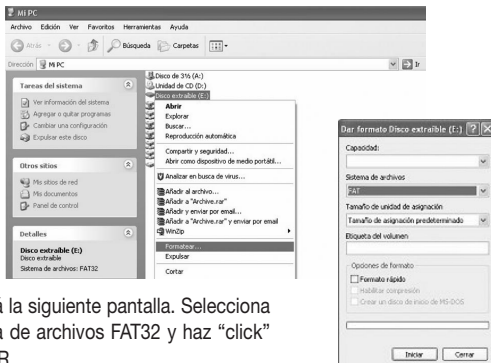 Mi PC
Archivo Edición Ver Favoritos Herramientas Ayuda
Atrás Búsqueda Carpetas
Dirección Mi PC Ir
Tareas del sistema
Ver información del sistema
Agregar o quitar programas
Cambiar una configuración
Expulsar este disco
Otros sitios
Mis sitios de red
Mis documentos
Panel de control
Detalles
Disco extraíble (E:)
Disco extraíble
Sistema de archivos: FAT32
Disco de 3½ (A:)
Unidad de CD (D:)
Disco extraíble (E:)
Abrir
Explorar
Buscar...
Reproducción automática
Compartir y seguridad...
Abrir como dispositivo de medio portátil...
Analizar en busca de virus...
Añadir al archivo...
Añadir a "Archive.rar"
Añadir y enviar por email...
Añadir a "Archive.rar" y enviar por email
WinZip
Formatear...
Expulsar
Cortar
Dar formato Disco extraíble (E:)
Capacidad:
Sistema de archivos
FAT
Tamaño de unidad de asignación
Tamaño de asignación predeterminado
Etiqueta del volumen
Opciones de formato
Formato rápido
Habilitar compresión
Crear un disco de inicio de MS-DOS
Iniciar Cerrar
la siguiente pantalla. Selecciona
de archivos FAT32 y haz “click”